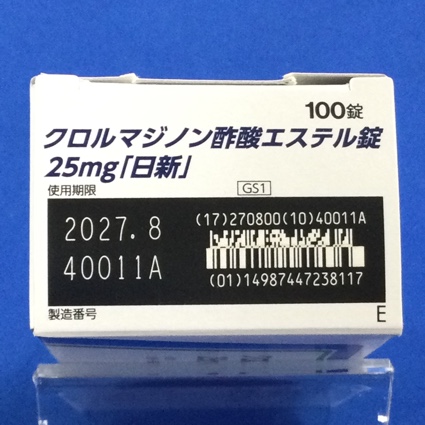 100錠
クロルマジノン酢酸エステル錠
25mg「日新」
使用期限
GS1
2027.8
(17)270800(10)40011A
40011A
(01)14987447238117
製造番号
E